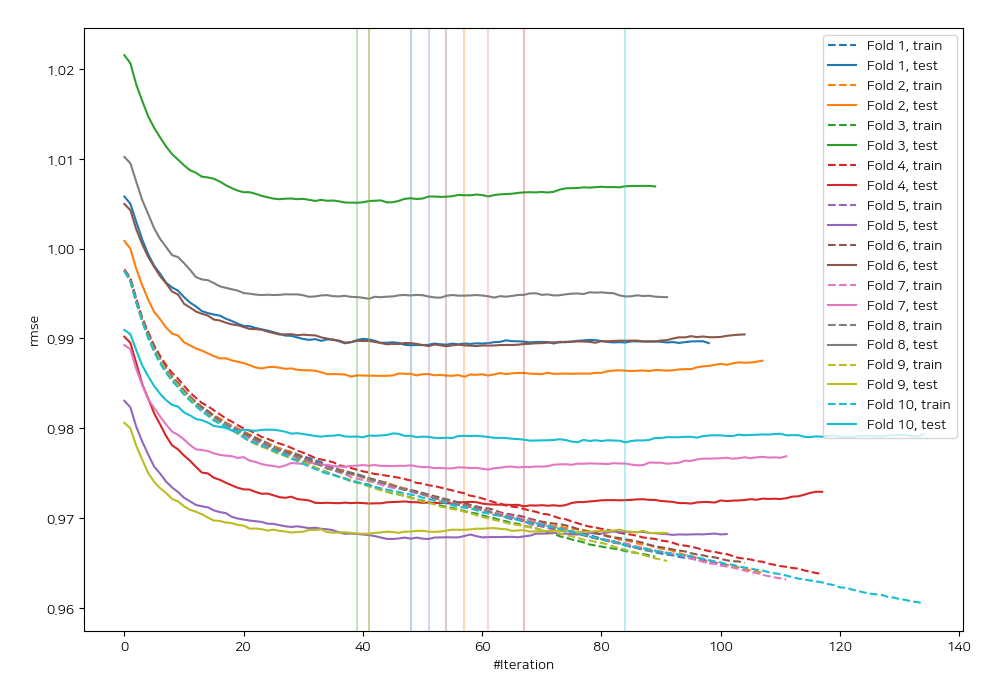 1,02
1,01
1,00
0,99
0,98
0,97
0,96
rmse
0
20
40
60
80
100
120
140
#Iteration
Fold 1, train
Fold 1, test
Fold 2, train
Fold 2, test
Fold 3, train
Fold 3, test
Fold 4, train
Fold 4, test
Fold 5, train
Fold 5, test
Fold 6, train
Fold 6, test
Fold 7, train
Fold 7, test
Fold 8, train
Fold 8, test
Fold 9, train
Fold 9, test
Fold 10, train
Fold 10, test